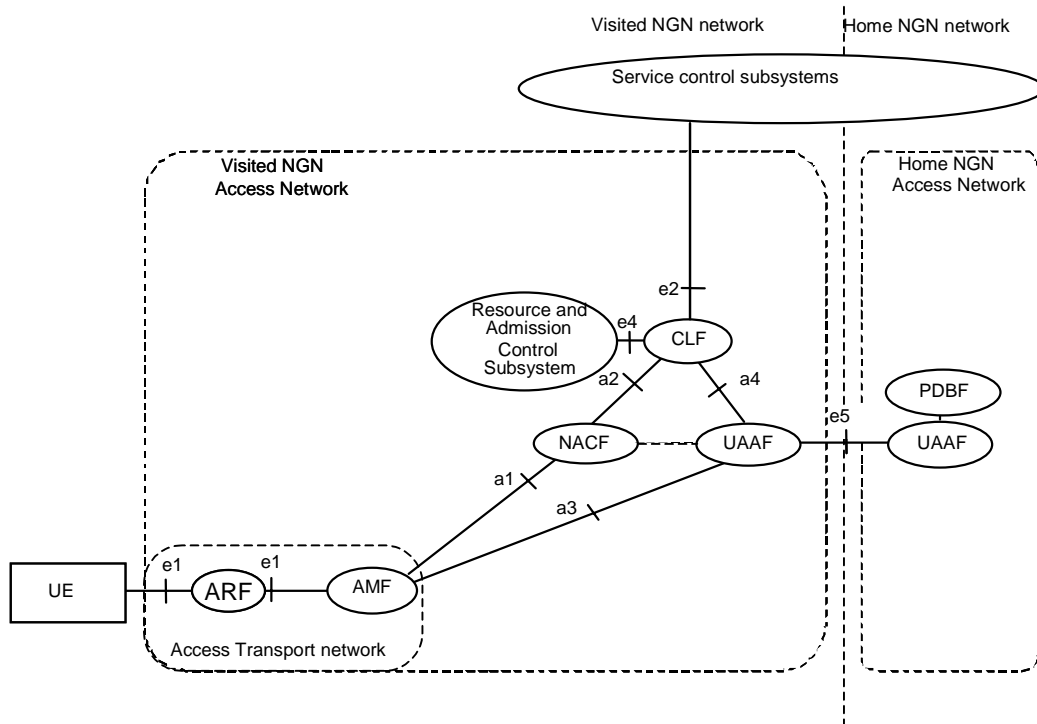 Visited NGN network
Home NGN network
Service control subsystems
Visited NGN
Access Network
Home NGN
Access Network
e2
Resource and
Admission
Control
Subsystem
e4
CLF
a2
a4
PDBF
e5
NACF
UAAF
UAAF
a1
a3
e1
e1
UE
ARF
AMF
Access Transport network